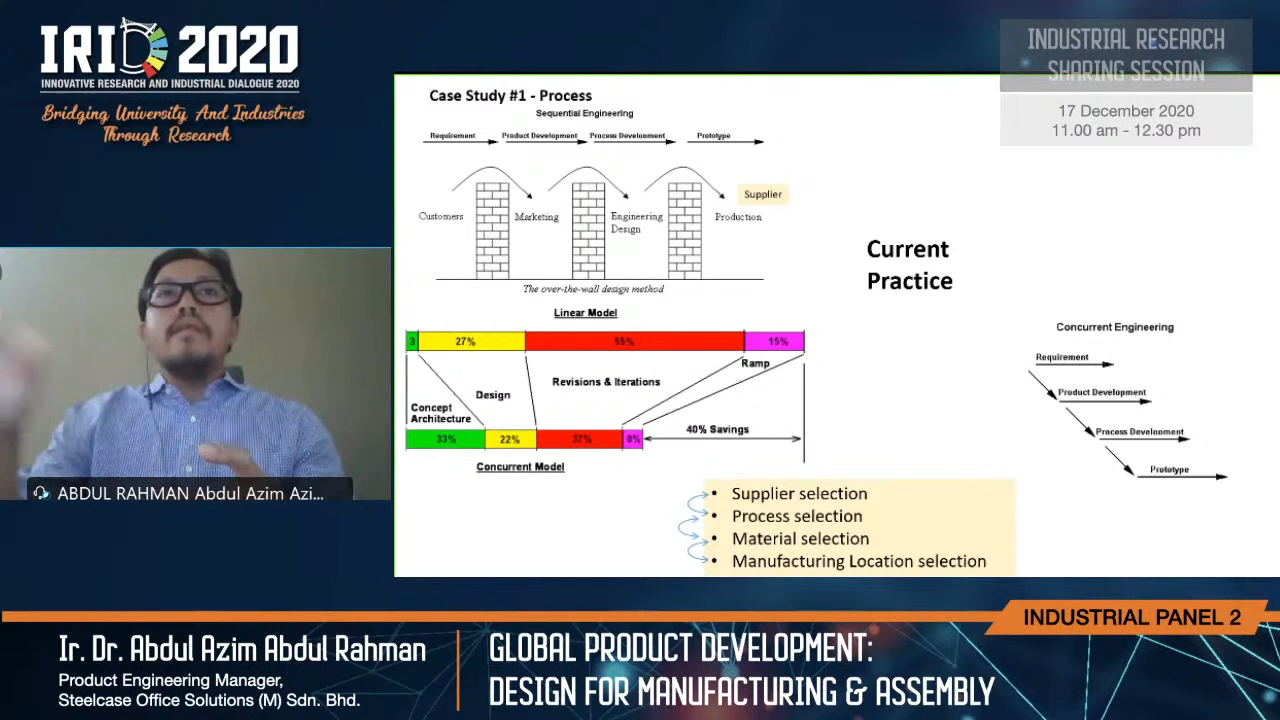 IRID 2020
INNOVATIVE RESEARCH AND INDUSTRIAL DIALOGUE 2020
Bridging University And Industries
Through Research
INDUSTRIAL RESEARCH
SHARING SESSION
17 December 2020
11.00 am - 12.30 pm
Case Study #1 - Process
Sequential Engineering
Requirement
Product Development
Process Development
Prototype
Supplier
Customers
Marketing
Engineering
Design
Production
The over-the-wall design method
Linear Model
3
27%
55%
15%
Ramp
Revisions & Iterations
Design
Concept
Architecture
33%
22%
37%
8%
40% Savings
Concurrent Model
Current
Practice
Concurrent Engineering
Requirement
Product Development
Process Development
Prototype
• Supplier selection
• Process selection
• Material selection
• Manufacturing Location selection
ABDUL RAHMAN Abdul Azim Azi...
INDUSTRIAL PANEL 2
Ir. Dr. Abdul Azim Abdul Rahman
Product Engineering Manager,
Steelcase Office Solutions (M) Sdn. Bhd.
GLOBAL PRODUCT DEVELOPMENT:
DESIGN FOR MANUFACTURING & ASSEMBLY